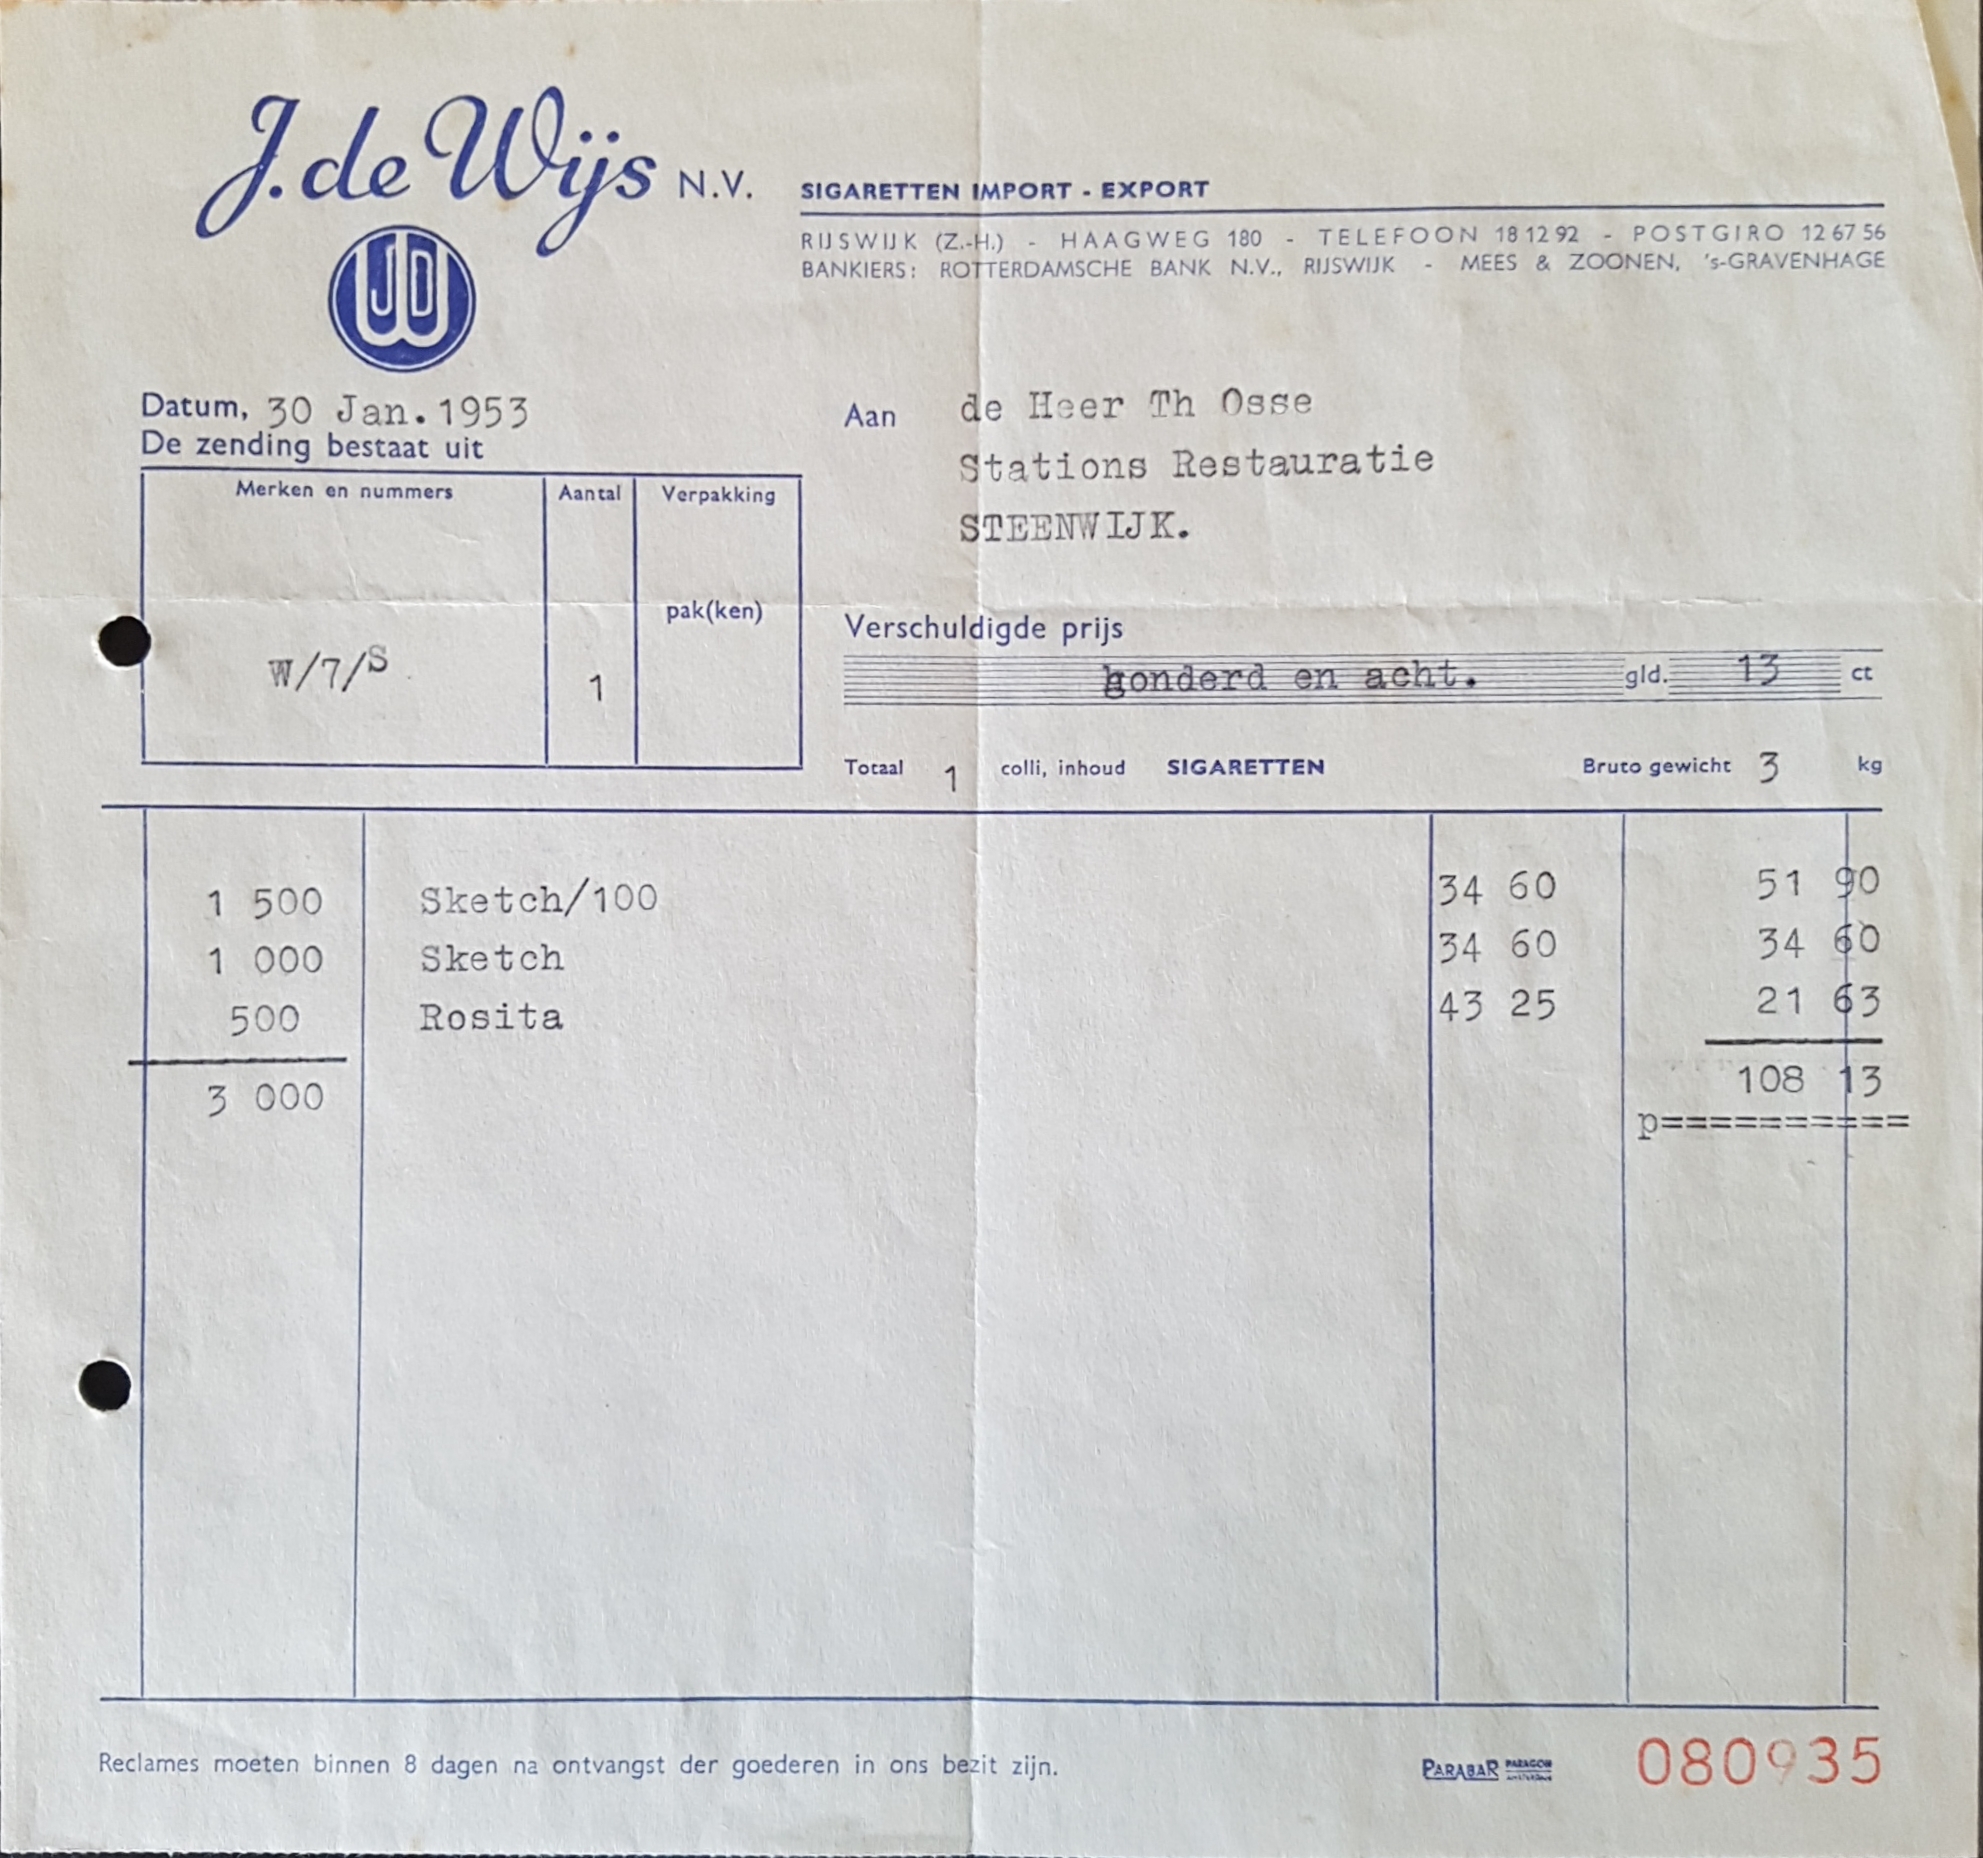 J. de Wijs N.V.
SIGARETTEN IMPORT - EXPORT
RIJSWIJK (Z.-H.) - HAAGWEG 180 - TELEFOON 18 12 92 - POSTGIRO 12 67 56
BANKIERS: ROTTERDAMSCHE BANK N.V., RIJSWIJK - MEES & ZOONEN, 's-GRAVENHAGE
JDW
Datum, 30 Jan. 1953
De zending bestaat uit
Merken en nummers Aantal Verpakking
pak(ken)
W/7/S 1
Aan de Heer Th Osse
Stations Restauratie
STEENWIJK.
Verschuldigde prijs
honderd en acht. gld. 13 ct
Totaal 1 colli, inhoud SIGARETTEN Bruto gewicht 3 kg
1 500 Sketch/100 34 60 51 90
1 000 Sketch 34 60 34 60
500 Rosita 43 25 21 63
3 000 108 13
p==========
Reclames moeten binnen 8 dagen na ontvangst der goederen in ons bezit zijn.
PARABAR PARAGON AMSTERDAM
080935